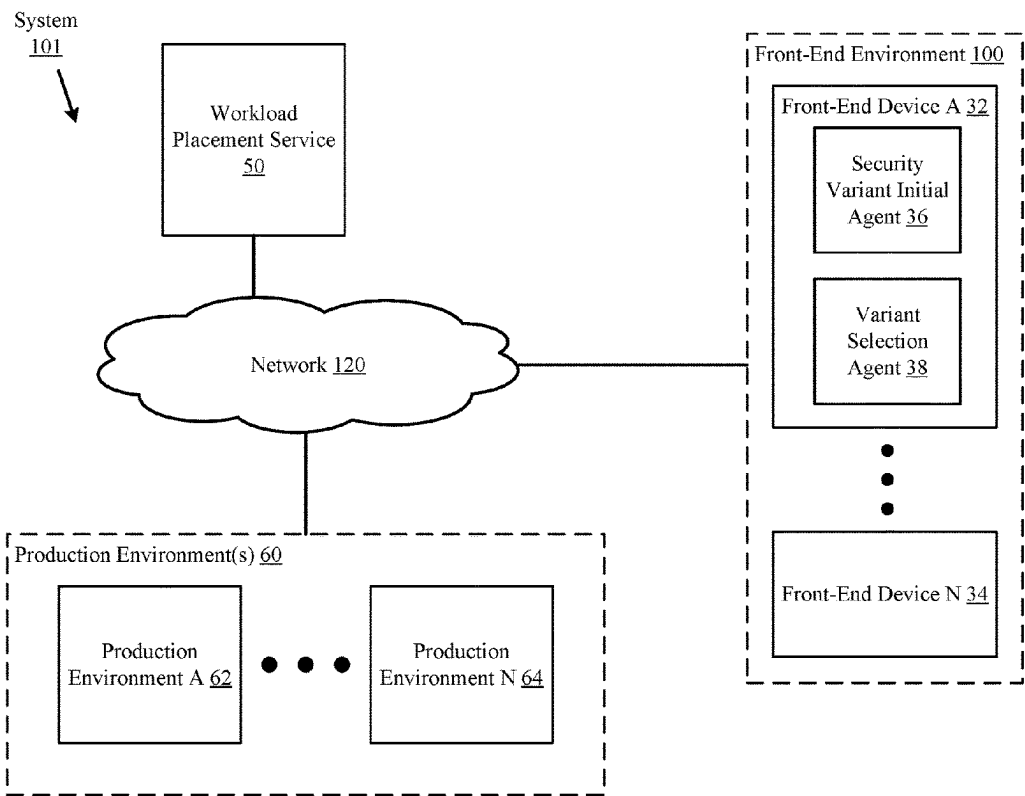 System
101
Workload
Placement Service
50
Front-End Environment 100
Front-End Device A 32
Security
Variant Initial
Agent 36
Variant
Selection
Agent 38
Network 120
Front-End Device N 34
Production Environment(s) 60
Production
Environment A 62
Production
Environment N 64